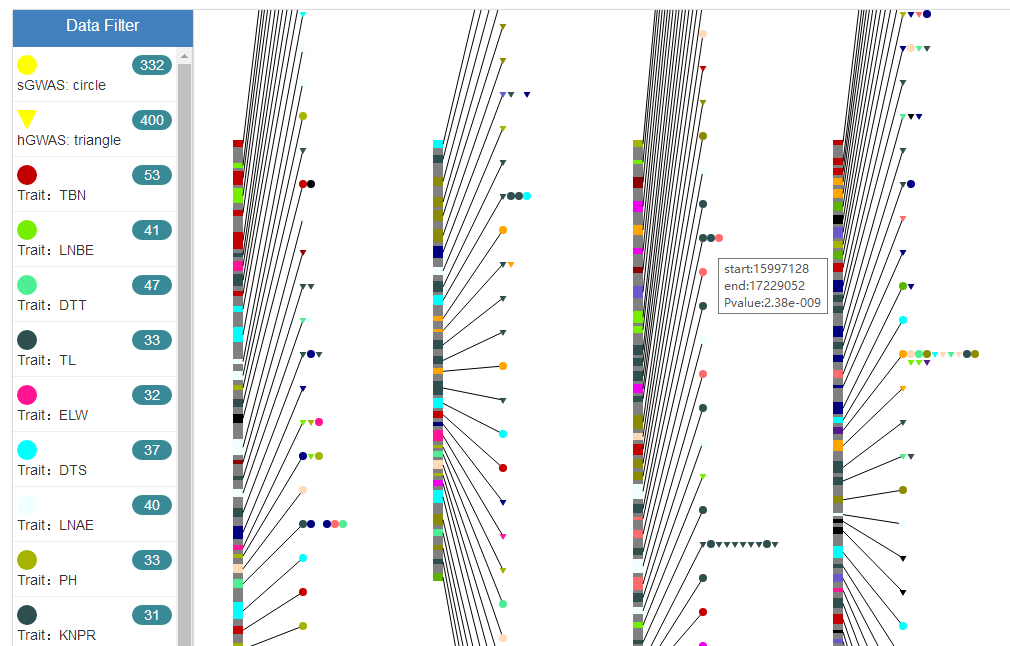 Data Filter
332
sGWAS: circle
400
hGWAS: triangle
53
Trait：TBN
41
Trait：LNBE
47
Trait：DTT
33
Trait：TL
32
Trait：ELW
37
Trait：DTS
40
Trait：LNAE
33
Trait：PH
31
Trait：KNPR
start:15997128
end:17229052
Pvalue:2.38e-009